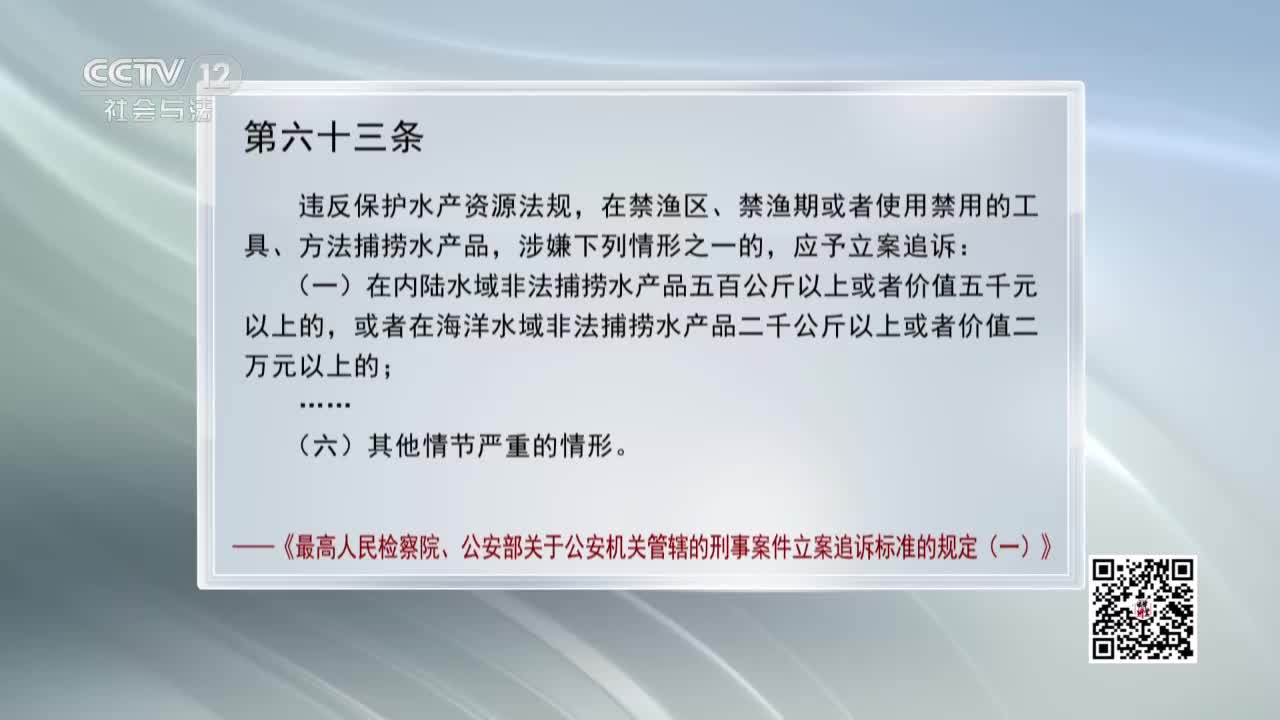 CCTV 12
社会与法
第六十三条
违反保护水产资源法规，在禁渔区、禁渔期或者使用禁用的工
具、方法捕捞水产品，涉嫌下列情形之一的，应予立案追诉：
（一）在内陆水域非法捕捞水产品五百公斤以上或者价值五千元
以上的，或者在海洋水域非法捕捞水产品二千公斤以上或者价值二
万元以上的；
……
（六）其他情节严重的情形。
——《最高人民检察院、公安部关于公安机关管辖的刑事案件立案追诉标准的规定（一）》